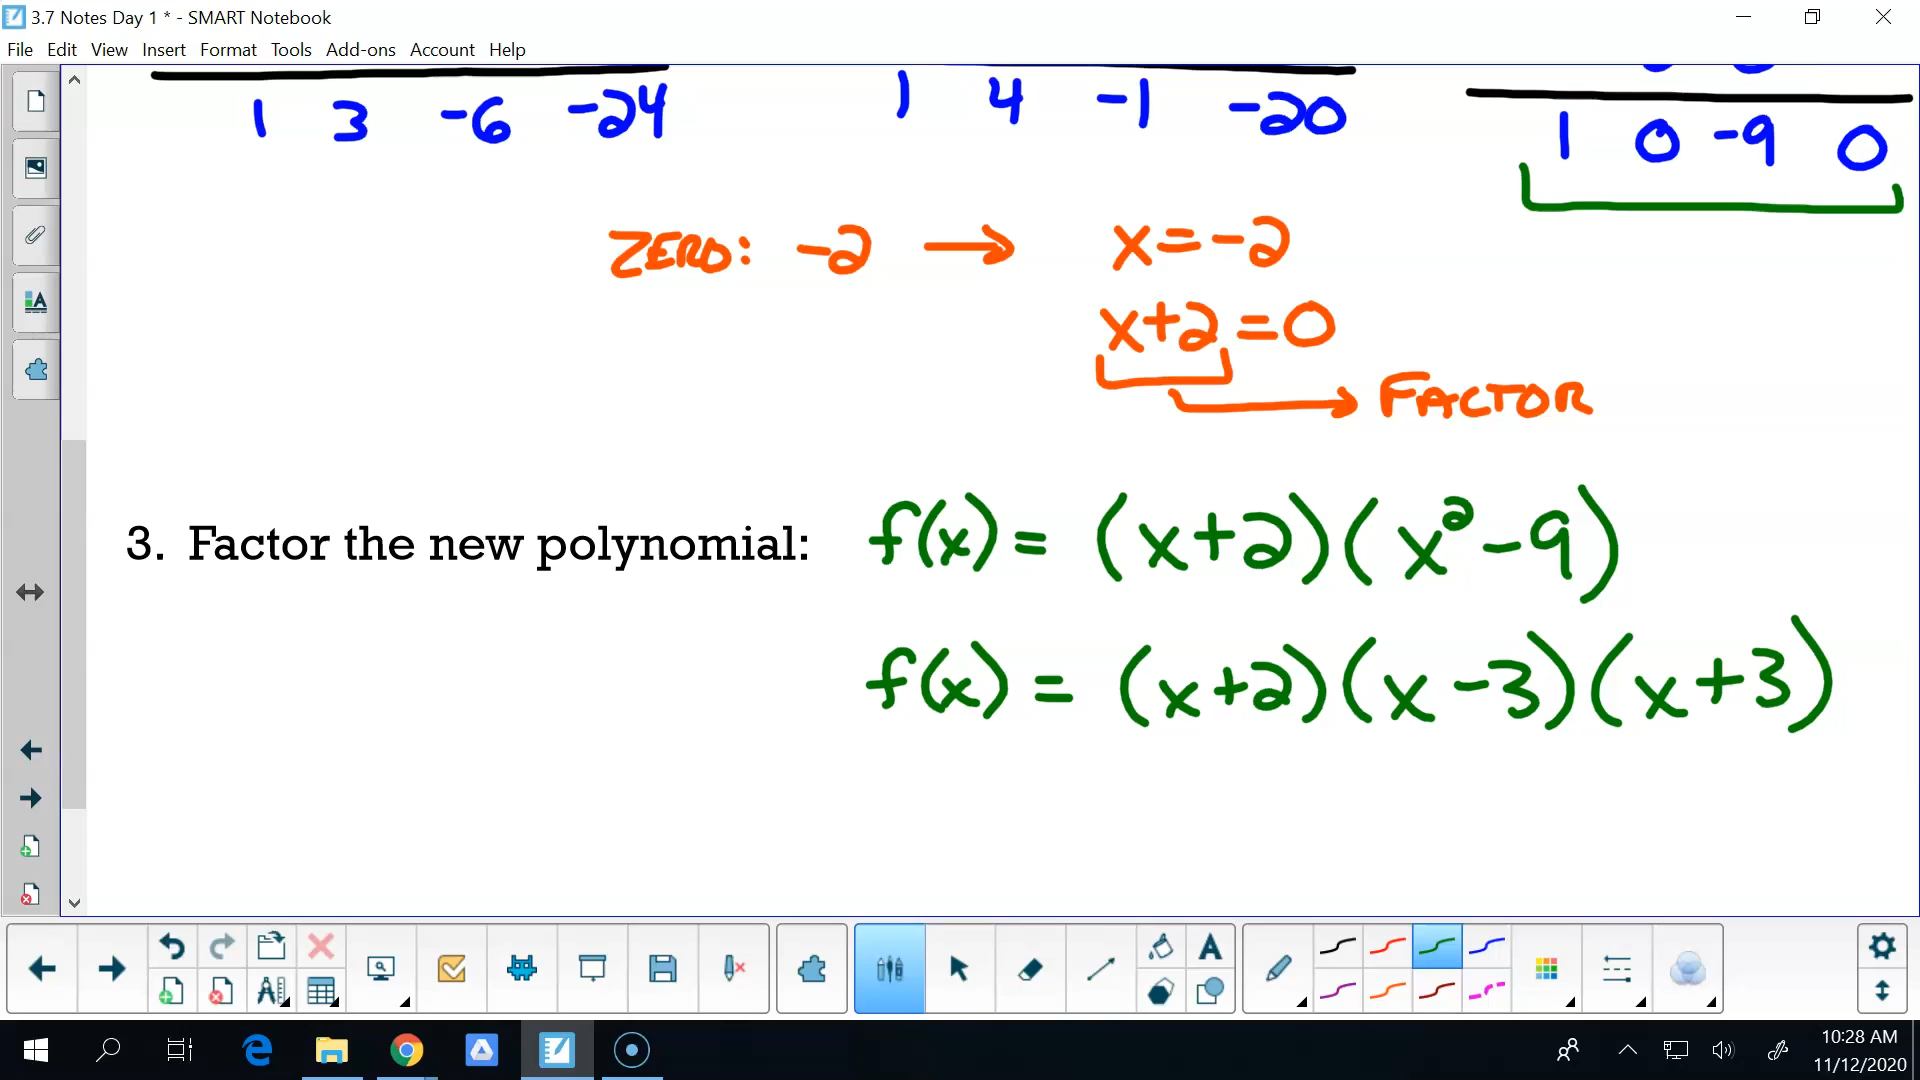 3.7 Notes Day 1 * - SMART Notebook
File Edit View Insert Format Tools Add-ons Account Help
1 3 -6 -24
1 4 -1 -20
1 0 -9 0
ZERO: -2 → x=-2
x+2=0
FACTOR
3. Factor the new polynomial: f(x) = (x+2)(x²-9)
f(x) = (x+2)(x-3)(x+3)
10:28 AM
11/12/2020